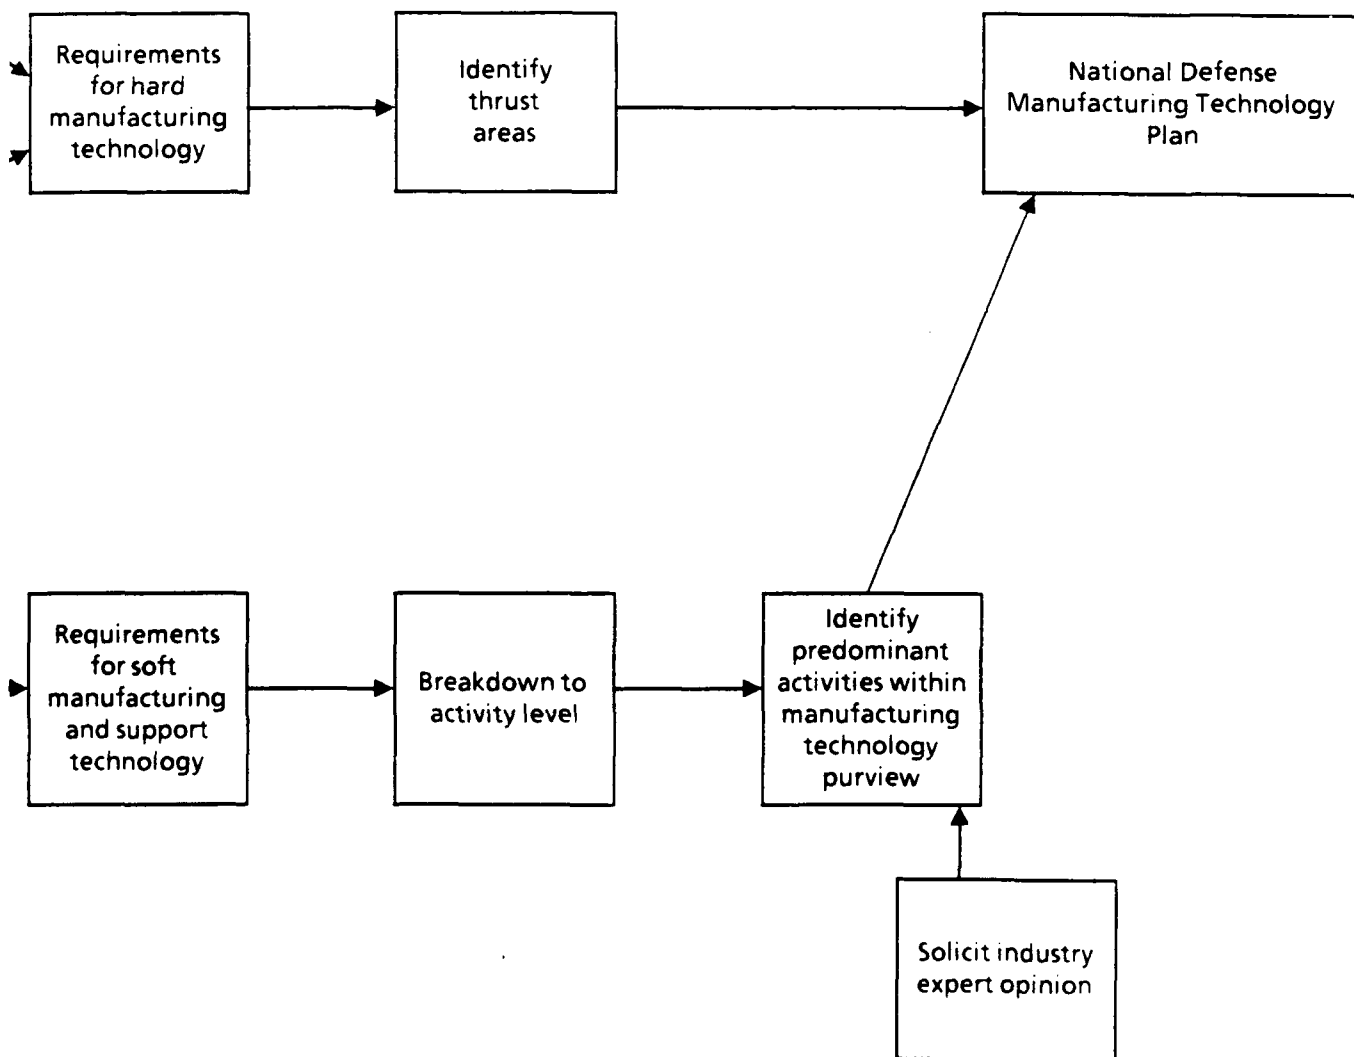 Requirements
for hard
manufacturing
technology
Identify
thrust
areas
National Defense
Manufacturing Technology
Plan
Requirements
for soft
manufacturing
and support
technology
Breakdown to
activity level
Identify
predominant
activities within
manufacturing
technology
purview
Solicit industry
expert opinion